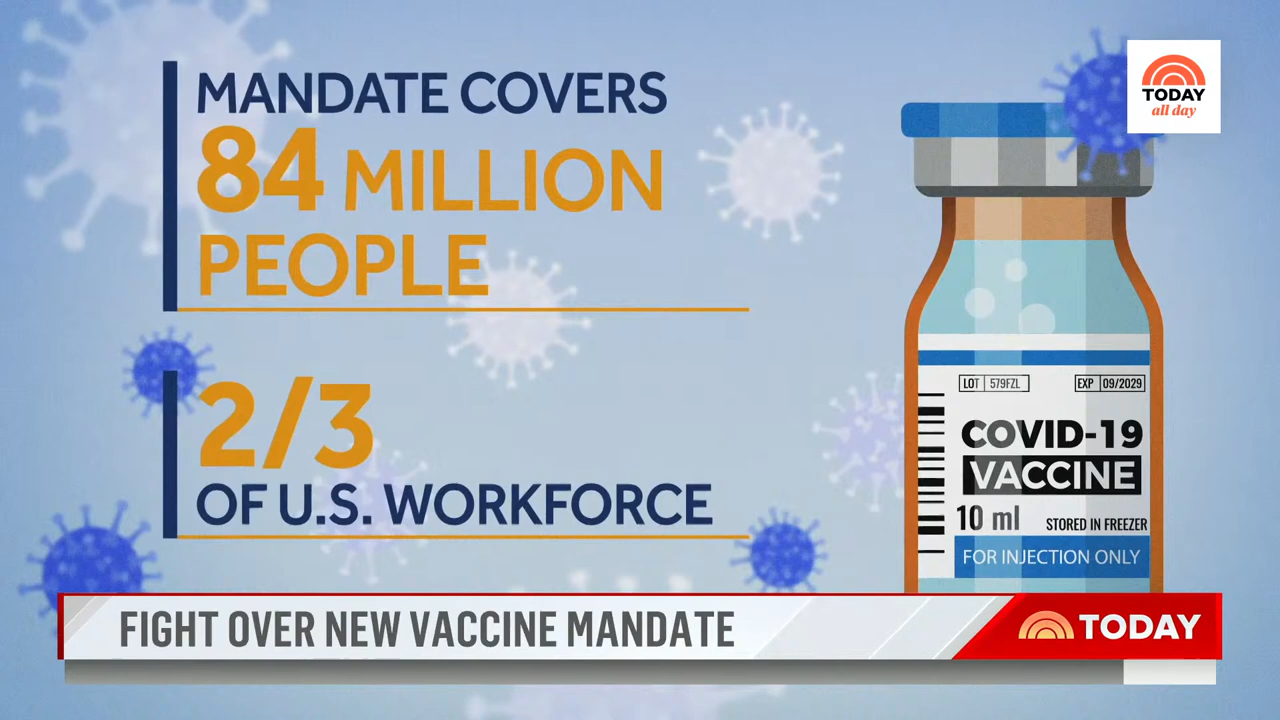 MANDATE COVERS
84 MILLION
PEOPLE
2/3
OF U.S. WORKFORCE
TODAY
all day
LOT 579FZL EXP 09/2029
COVID-19
VACCINE
10 ml STORED IN FREEZER
FOR INJECTION ONLY
FIGHT OVER NEW VACCINE MANDATE
TODAY